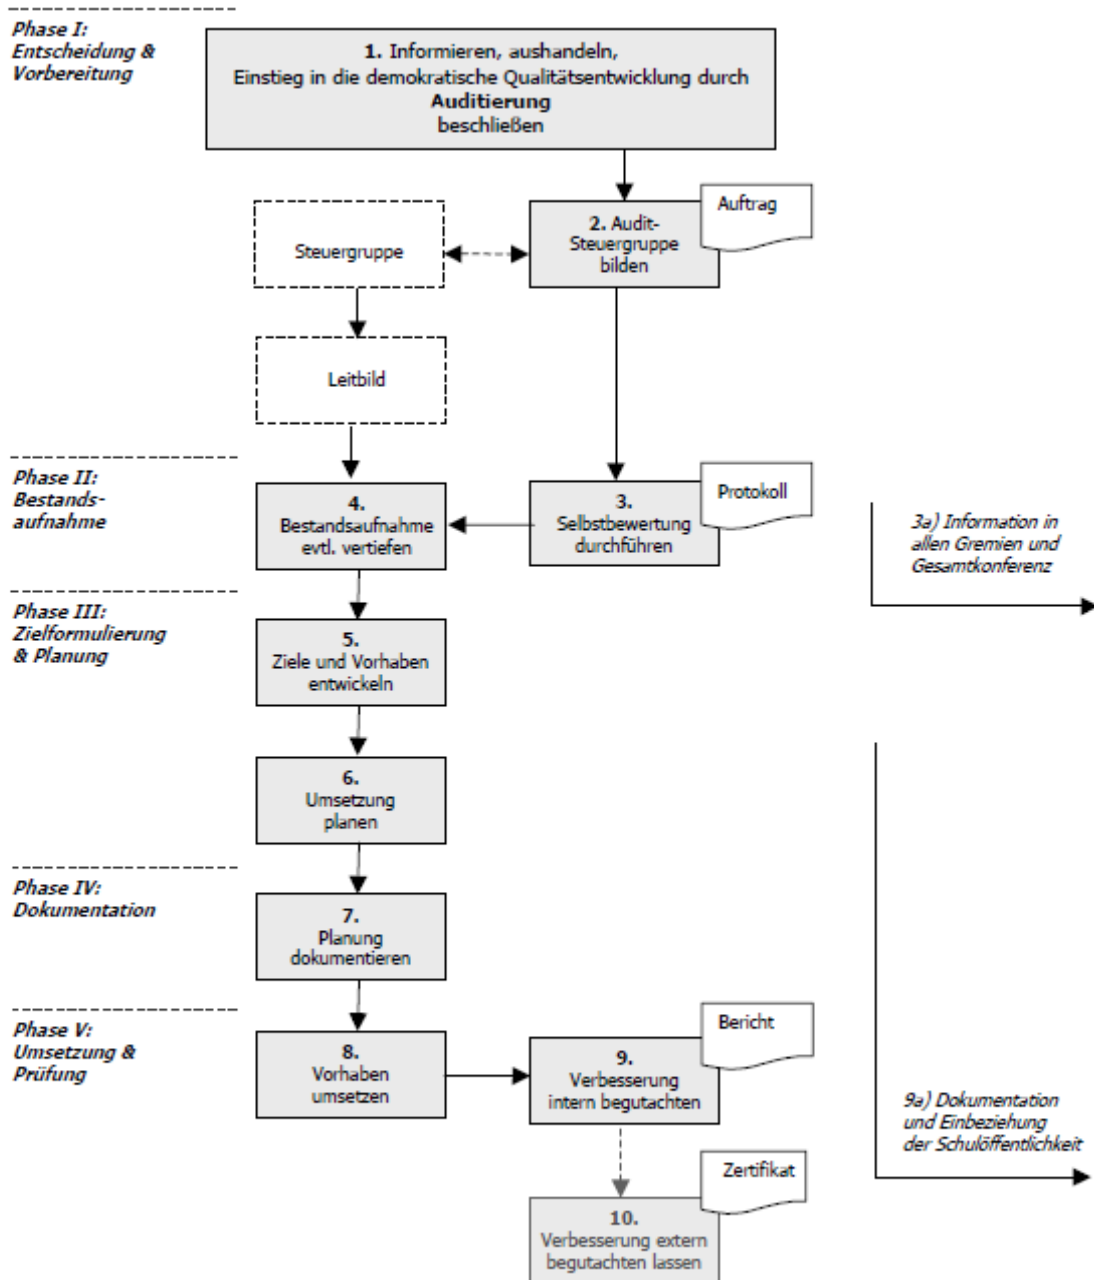 Phase I:
Entscheidung &
Vorbereitung
1. Informieren, aushandeln,
Einstieg in die demokratische Qualitätsentwicklung durch
Auditierung
beschließen
Auftrag
2. Audit-
Steuergruppe
bilden
Steuergruppe
Leitbild
Phase II:
Bestands-
aufnahme
4.
Bestandsaufnahme
evtl. vertiefen
3.
Selbstbewertung
durchführen
Protokoll
3a) Information in
allen Gremien und
Gesamtkonferenz
Phase III:
Zielformulierung
& Planung
5.
Ziele und Vorhaben
entwickeln
6.
Umsetzung
planen
Phase IV:
Dokumentation
7.
Planung
dokumentieren
Phase V:
Umsetzung &
Prüfung
8.
Vorhaben
umsetzen
Bericht
9.
Verbesserung
intern begutachten
9a) Dokumentation
und Einbeziehung
der Schulöffentlichkeit
Zertifikat
10.
Verbesserung extern
begutachten lassen